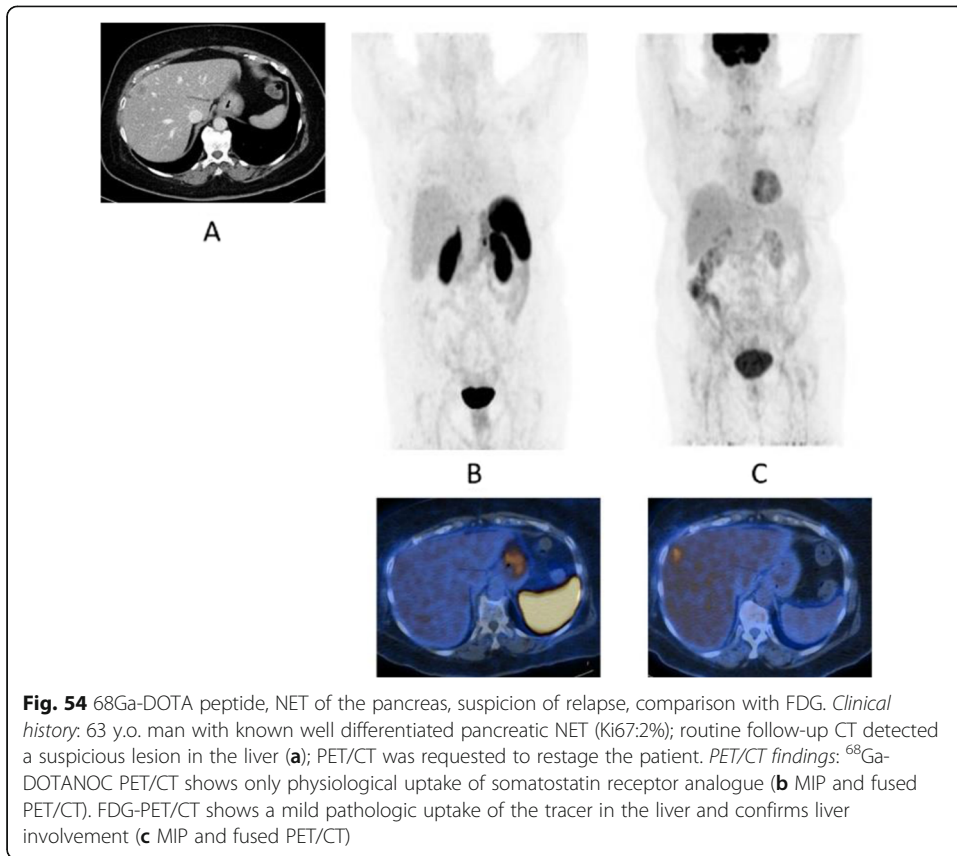 A
B
C
Fig. 54 68Ga-DOTA peptide, NET of the pancreas, suspicion of relapse, comparison with FDG. Clinical
history: 63 y.o. man with known well differentiated pancreatic NET (Ki67:2%); routine follow-up CT detected
a suspicious lesion in the liver (a); PET/CT was requested to restage the patient. PET/CT findings: ⁶⁸Ga-
DOTANOC PET/CT shows only physiological uptake of somatostatin receptor analogue (b MIP and fused
PET/CT). FDG-PET/CT shows a mild pathologic uptake of the tracer in the liver and confirms liver
involvement (c MIP and fused PET/CT)